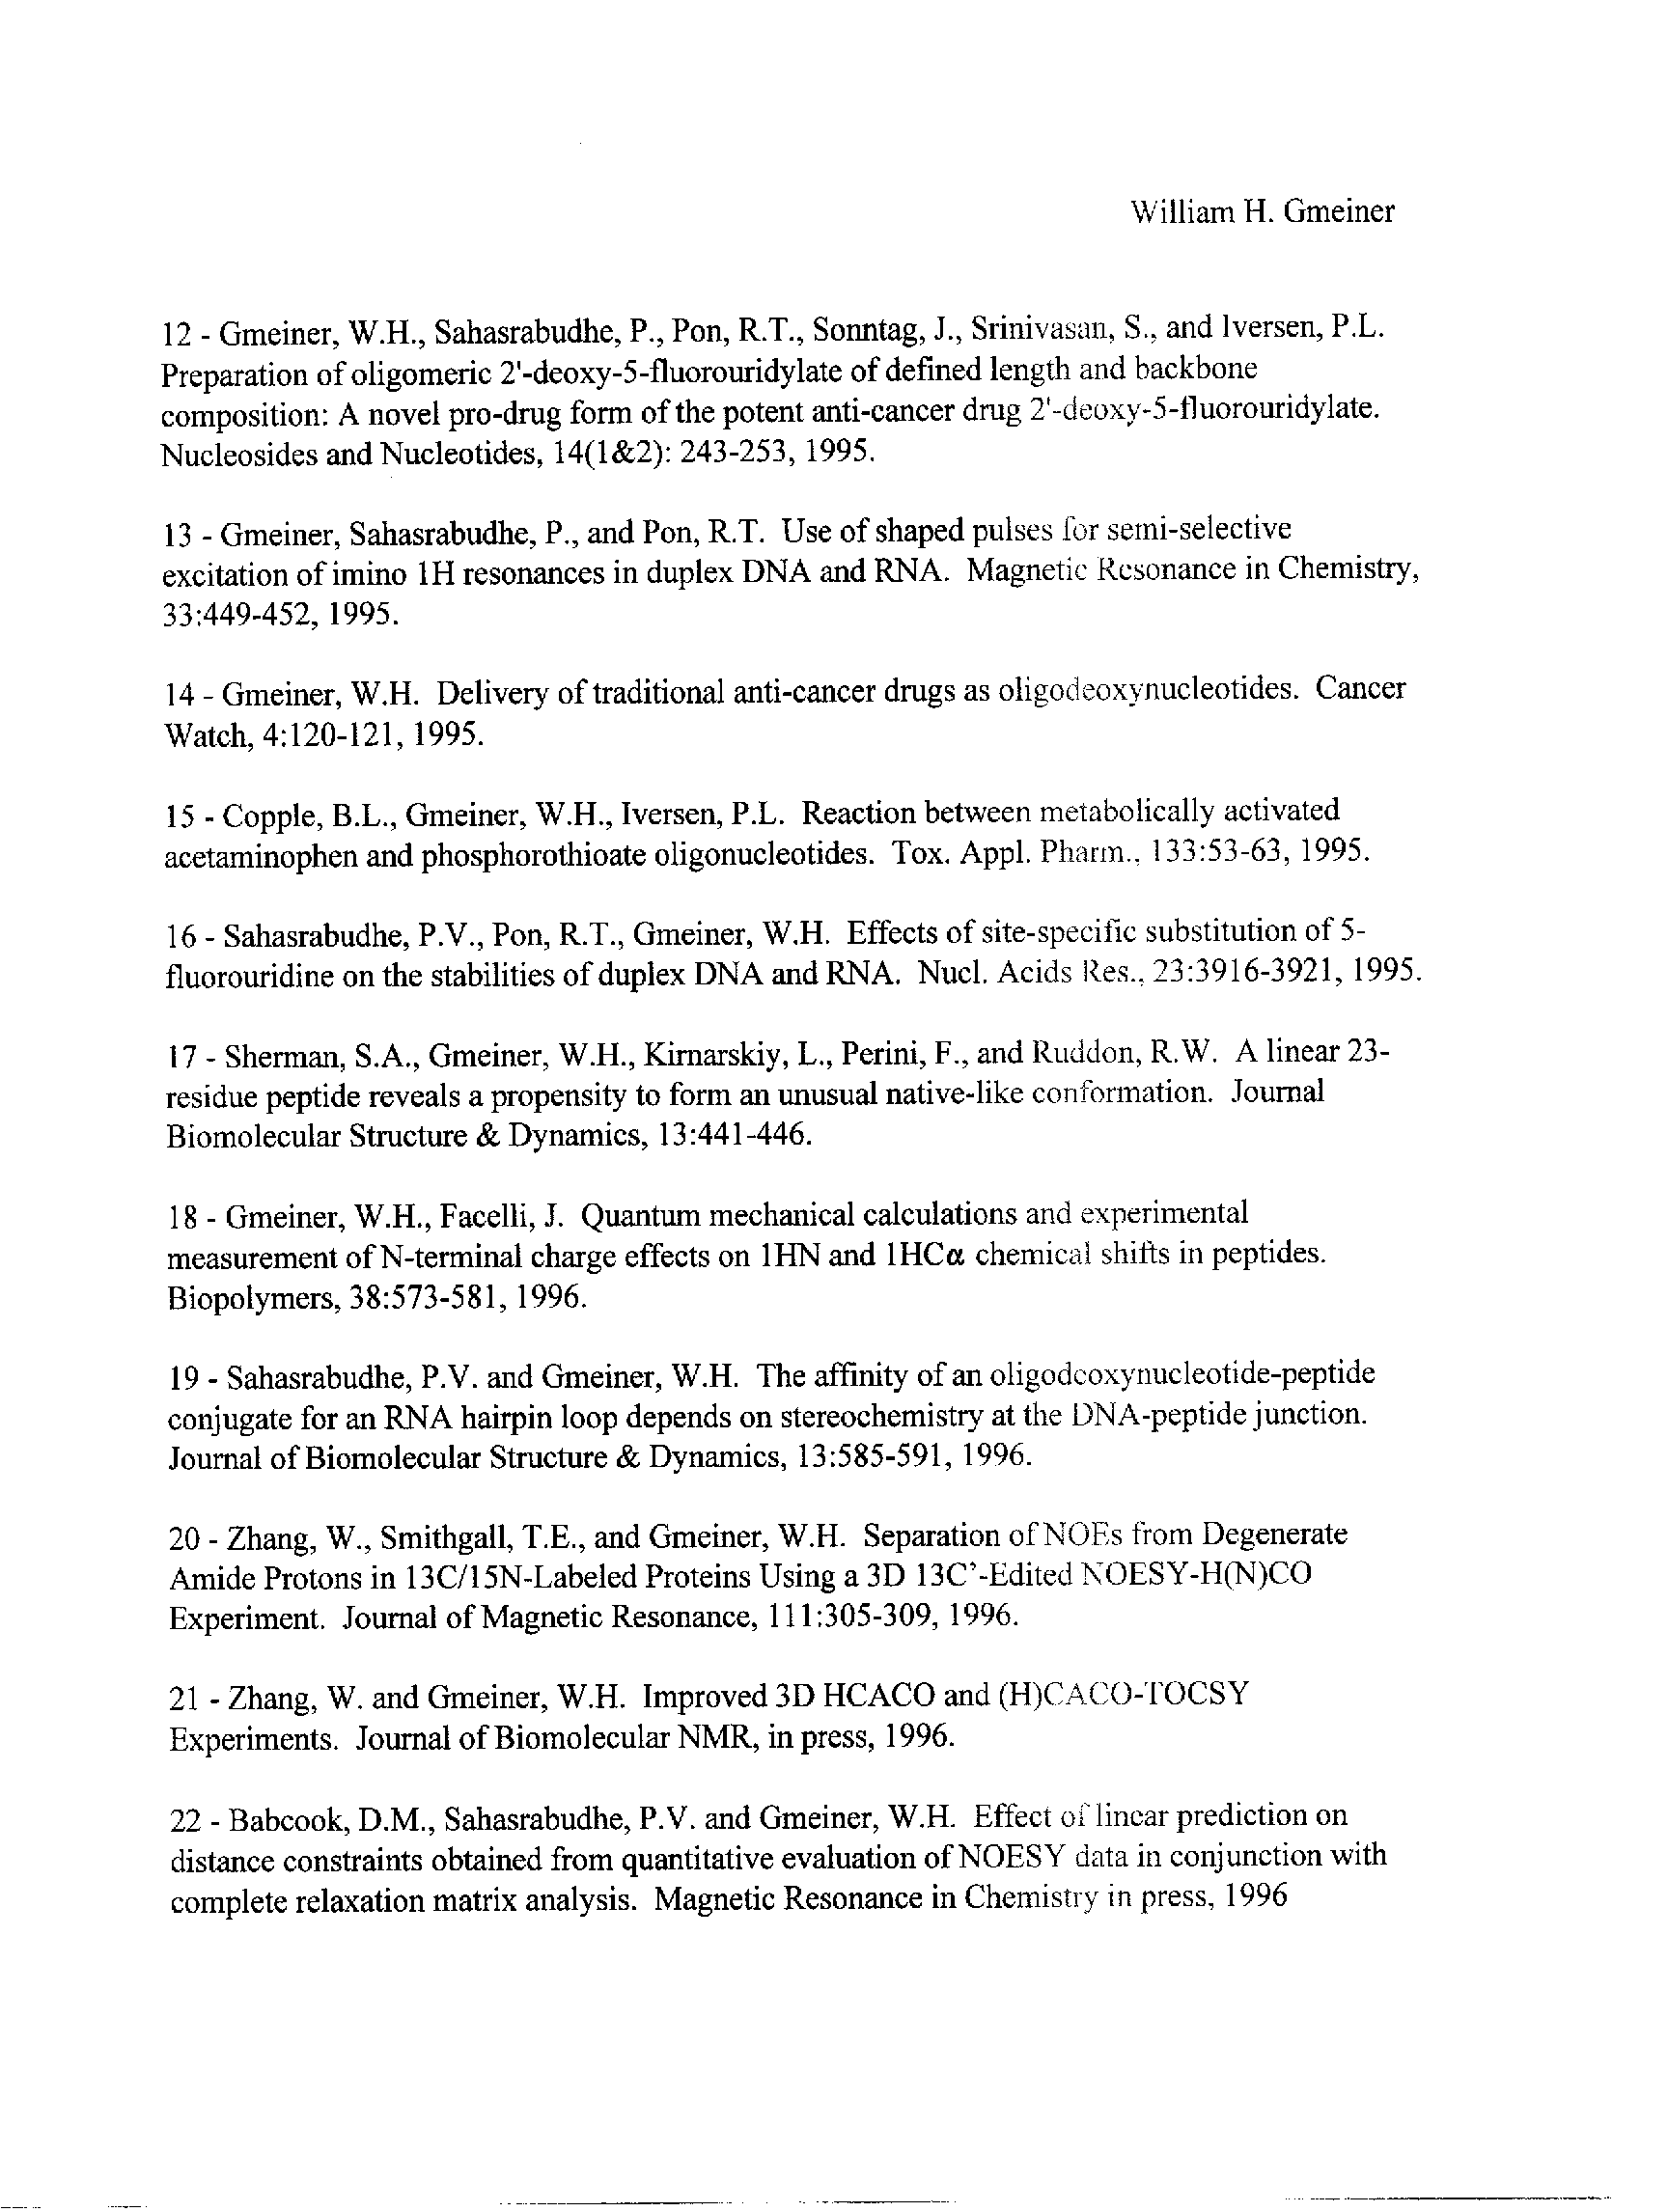 William H. Gmeiner
12 - Gmeiner, W.H., Sahasrabudhe, P., Pon, R.T., Sonntag, J., Srinivasan, S., and Iversen, P.L.
Preparation of oligomeric 2'-deoxy-5-fluorouridylate of defined length and backbone
composition: A novel pro-drug form of the potent anti-cancer drug 2'-deoxy-5-fluorouridylate.
Nucleosides and Nucleotides, 14(1&2): 243-253, 1995.
13 - Gmeiner, Sahasrabudhe, P., and Pon, R.T. Use of shaped pulses for semi-selective
excitation of imino 1H resonances in duplex DNA and RNA. Magnetic Resonance in Chemistry,
33:449-452, 1995.
14 - Gmeiner, W.H. Delivery of traditional anti-cancer drugs as oligodeoxynucleotides. Cancer
Watch, 4:120-121, 1995.
15 - Copple, B.L., Gmeiner, W.H., Iversen, P.L. Reaction between metabolically activated
acetaminophen and phosphorothioate oligonucleotides. Tox. Appl. Pharm., 133:53-63, 1995.
16 - Sahasrabudhe, P.V., Pon, R.T., Gmeiner, W.H. Effects of site-specific substitution of 5-
fluorouridine on the stabilities of duplex DNA and RNA. Nucl. Acids Res., 23:3916-3921, 1995.
17 - Sherman, S.A., Gmeiner, W.H., Kirnarskiy, L., Perini, F., and Ruddon, R.W. A linear 23-
residue peptide reveals a propensity to form an unusual native-like conformation. Journal
Biomolecular Structure & Dynamics, 13:441-446.
18 - Gmeiner, W.H., Facelli, J. Quantum mechanical calculations and experimental
measurement of N-terminal charge effects on 1HN and 1HCα chemical shifts in peptides.
Biopolymers, 38:573-581, 1996.
19 - Sahasrabudhe, P.V. and Gmeiner, W.H. The affinity of an oligodeoxynucleotide-peptide
conjugate for an RNA hairpin loop depends on stereochemistry at the DNA-peptide junction.
Journal of Biomolecular Structure & Dynamics, 13:585-591, 1996.
20 - Zhang, W., Smithgall, T.E., and Gmeiner, W.H. Separation of NOEs from Degenerate
Amide Protons in 13C/15N-Labeled Proteins Using a 3D 13C’-Edited NOESY-H(N)CO
Experiment. Journal of Magnetic Resonance, 111:305-309, 1996.
21 - Zhang, W. and Gmeiner, W.H. Improved 3D HCACO and (H)CACO-TOCSY
Experiments. Journal of Biomolecular NMR, in press, 1996.
22 - Babcook, D.M., Sahasrabudhe, P.V. and Gmeiner, W.H. Effect of linear prediction on
distance constraints obtained from quantitative evaluation of NOESY data in conjunction with
complete relaxation matrix analysis. Magnetic Resonance in Chemistry in press, 1996